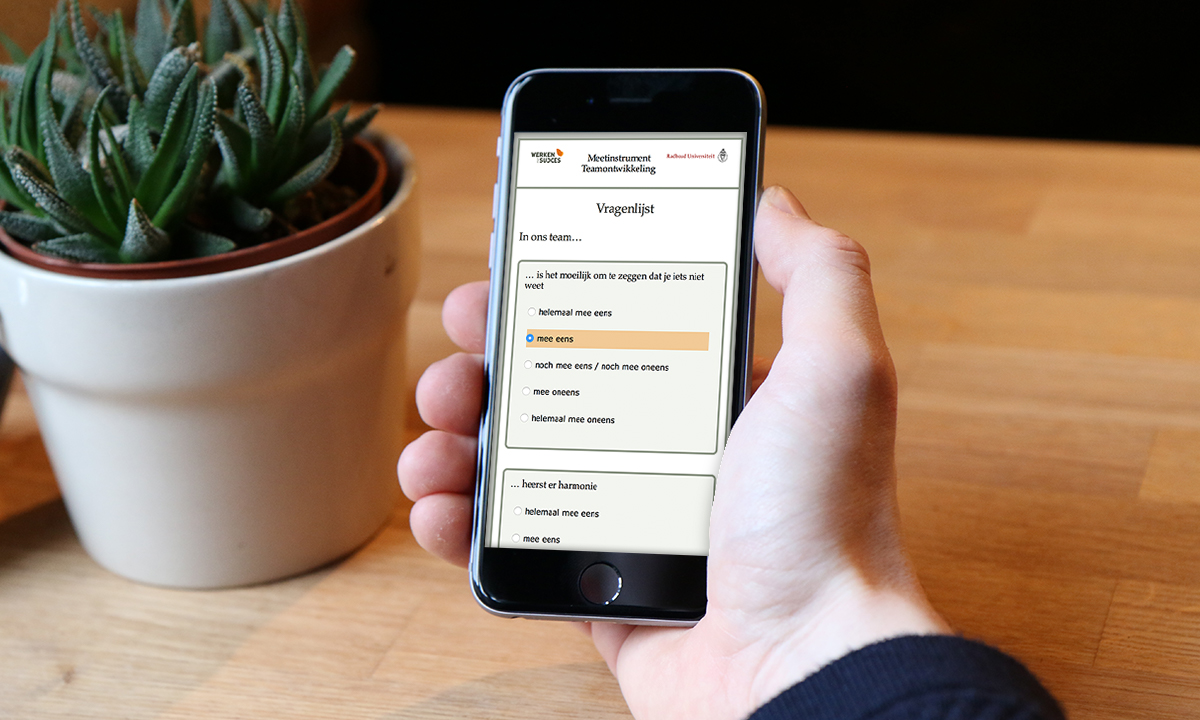 WERKEN
SUCCES
Meetinstrument
Teamontwikkeling
Radboud Universiteit
Vragenlijst
In ons team...
... is het moeilijk om te zeggen dat je iets niet
weet
helemaal mee eens
mee eens
noch mee eens / noch mee oneens
mee oneens
helemaal mee oneens
... heerst er harmonie
helemaal mee eens
mee eens